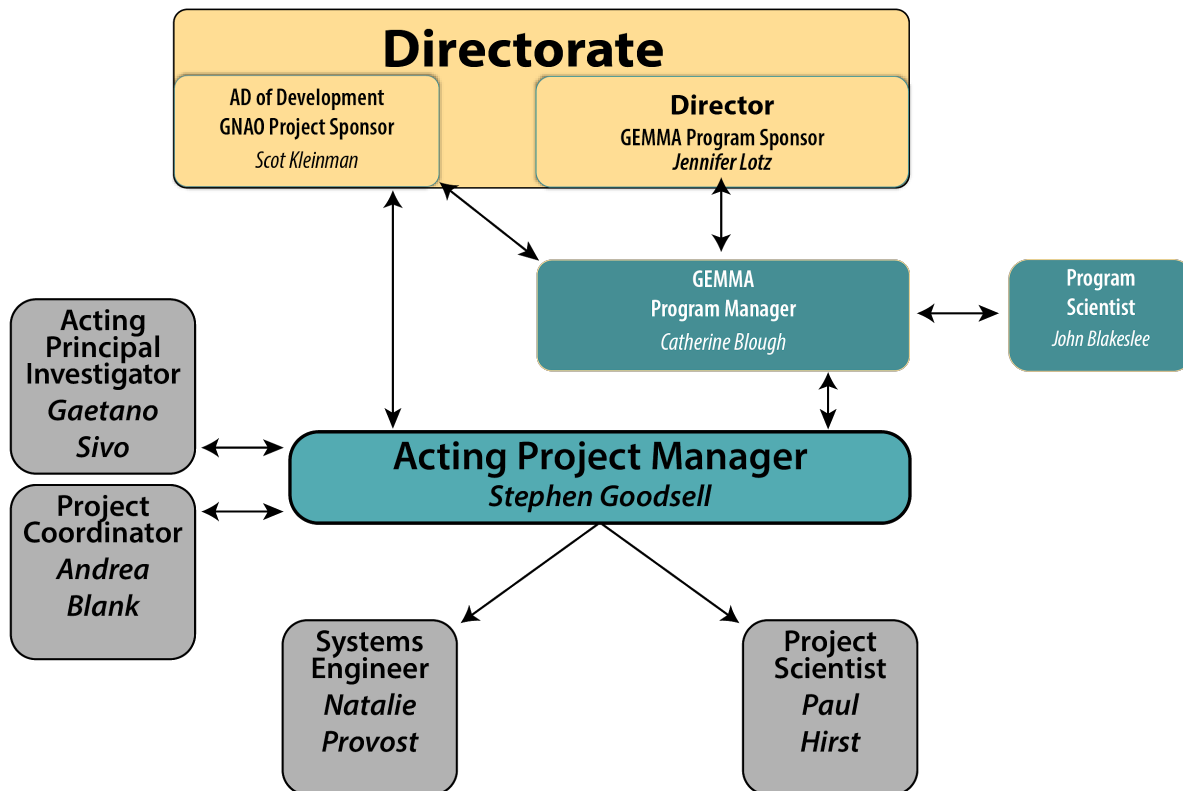 Directorate
AD of Development
GNAO Project Sponsor
Scot Kleinman
Director
GEMMA Program Sponsor
Jennifer Lotz
GEMMA
Program Manager
Catherine Blough
Program
Scientist
John Blakeslee
Acting
Principal
Investigator
Gaetano
Sivo
Acting Project Manager
Stephen Goodsell
Project
Coordinator
Andrea
Blank
Systems
Engineer
Natalie
Provost
Project
Scientist
Paul
Hirst